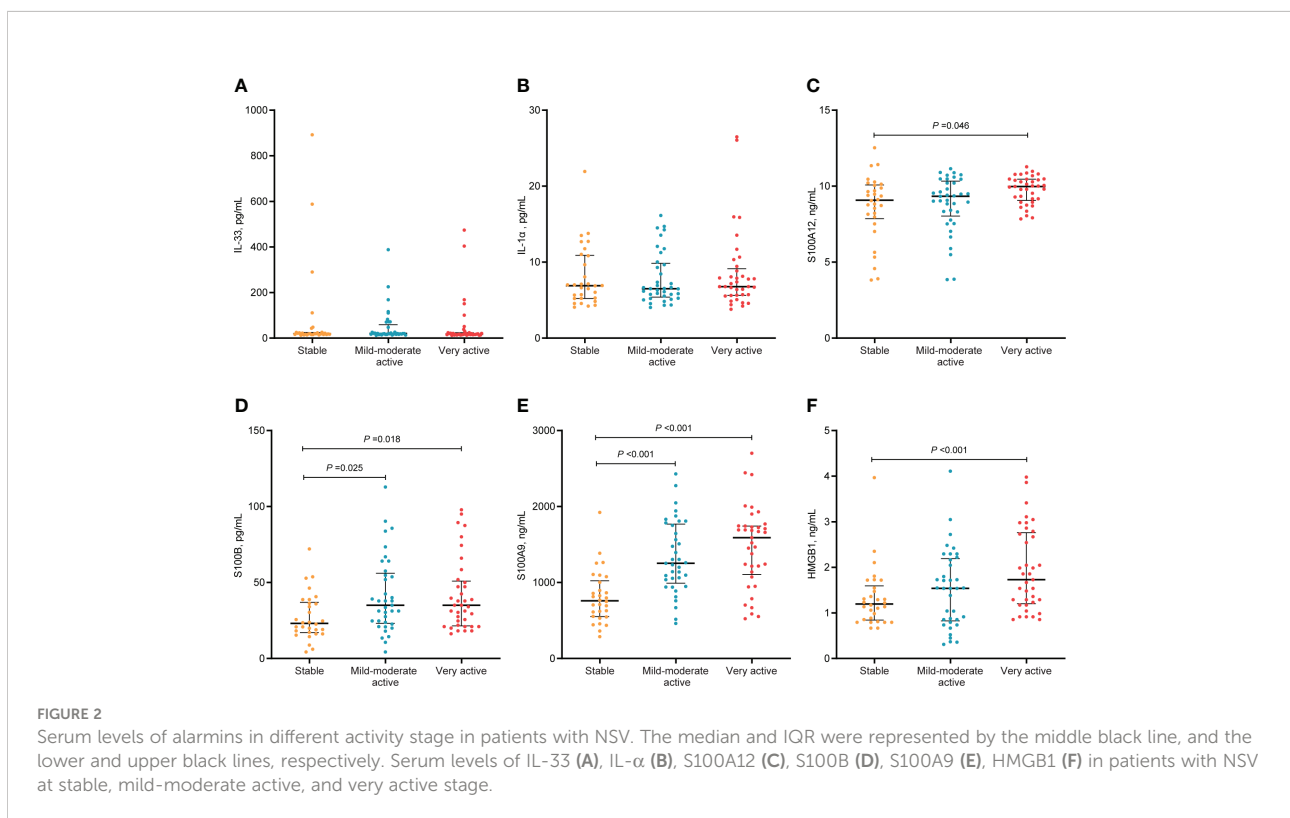 A
IL-33, pg/mL
1000
800
600
400
200
0
Stable
Mild-moderate
active
Very active
B
IL-1α , pg/mL
30
20
10
0
Stable
Mild-moderate
active
Very active
C
S100A12, ng/mL
15
10
5
0
P =0.046
Stable
Mild-moderate
active
Very active
D
S100B, pg/mL
150
100
50
0
P =0.018
P =0.025
Stable
Mild-moderate
active
Very active
E
S100A9, ng/mL
3000
2000
1000
0
P <0.001
P <0.001
Stable
Mild-moderate
active
Very active
F
HMGB1, ng/mL
5
4
3
2
1
0
P <0.001
Stable
Mild-moderate
active
Very active
FIGURE 2
Serum levels of alarmins in different activity stage in patients with NSV. The median and IQR were represented by the middle black line, and the
lower and upper black lines, respectively. Serum levels of IL-33 (A), IL-α (B), S100A12 (C), S100B (D), S100A9 (E), HMGB1 (F) in patients with NSV
at stable, mild-moderate active, and very active stage.